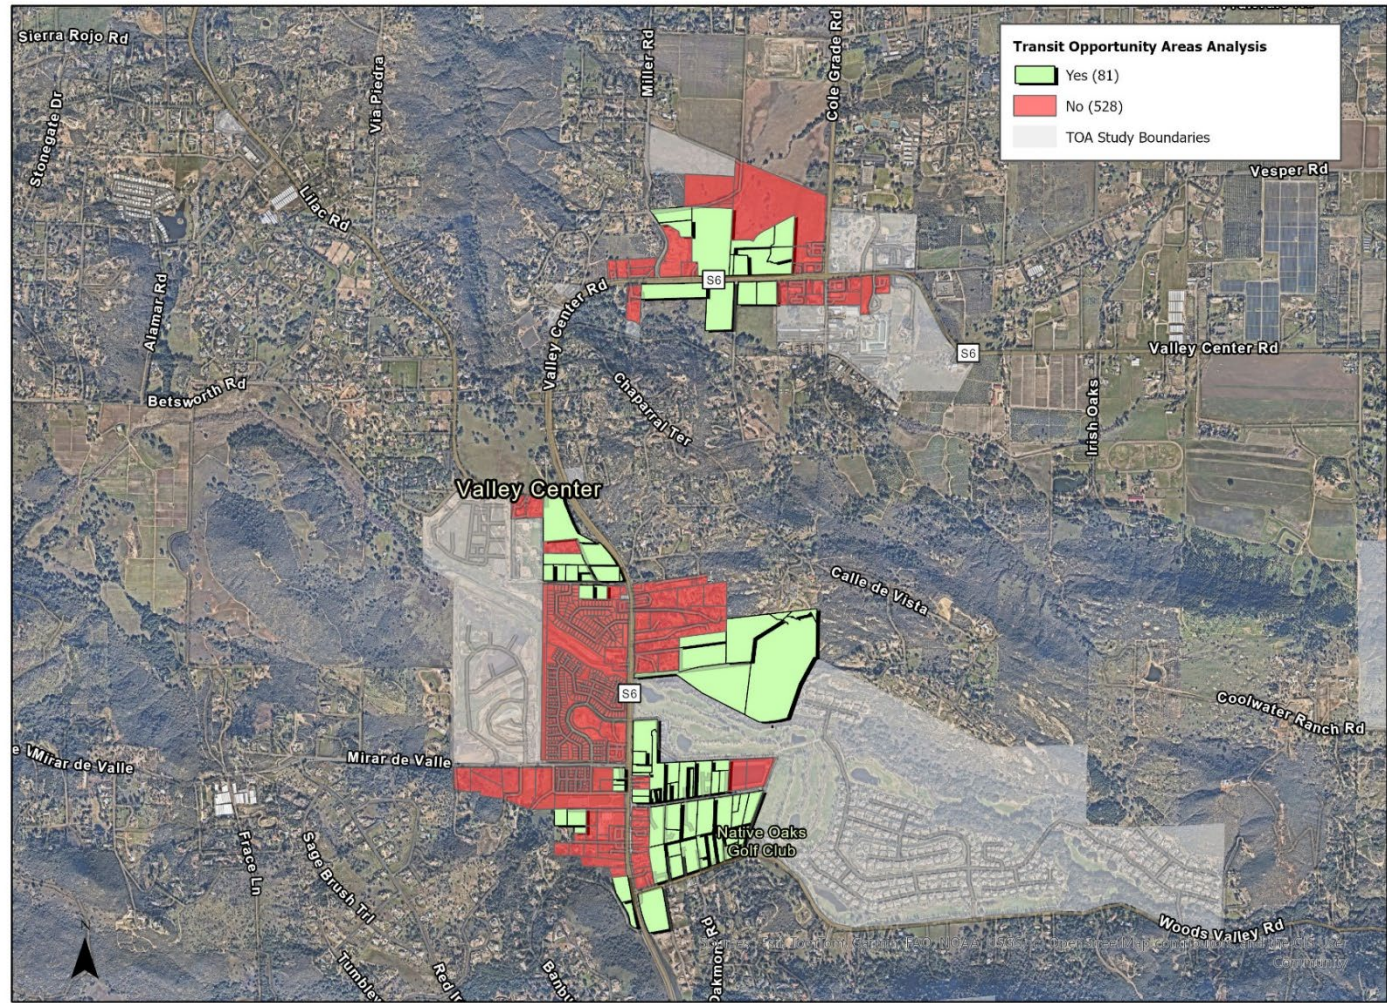 Sierra Rojo Rd
Stonegate Dr
Via Piedra
Miller Rd
Cole Grade Rd
Transit Opportunity Areas Analysis
Yes (81)
No (528)
TOA Study Boundaries
Vesper Rd
Lilac Rd
Alamar Rd
S6
Valley Center Rd
S6
Valley Center Rd
Betsworth Rd
Chaparral Ter
Irish Oaks
Valley Center
Calle de Vista
S6
Coolwater Ranch Rd
Mirar de Valle
Mirar de Valle
Native Oaks
Golf Club
Frace Ln
Sage Brush Trl
Woods Valley Rd
N
Oakmont Rd
Tumble
Red Ir
Banbu
Community